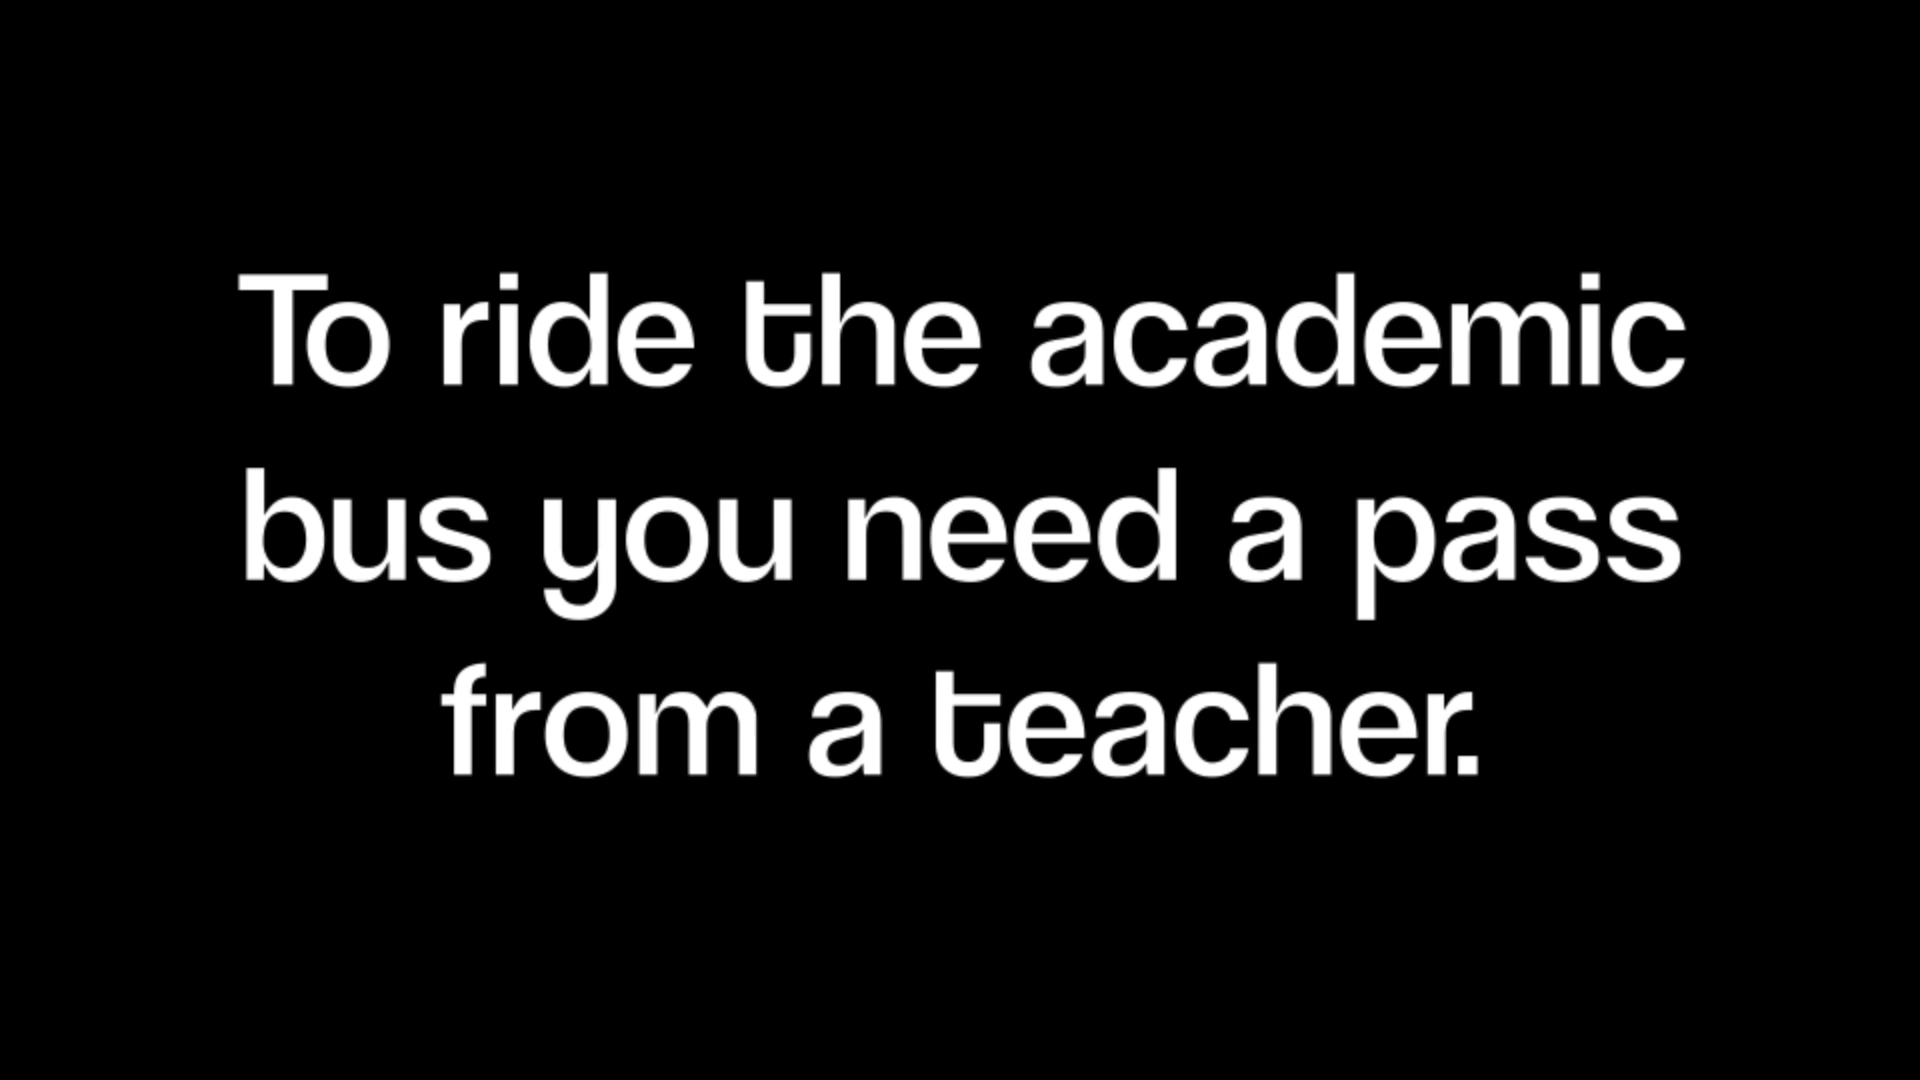 To ride the academic
bus you need a pass
from a teacher.